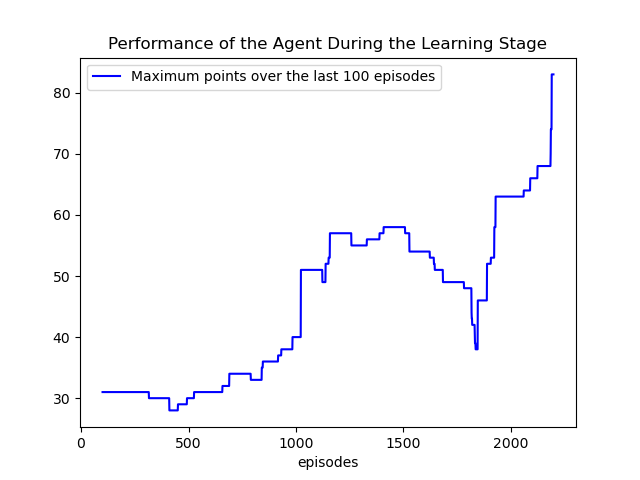 Performance of the Agent During the Learning Stage
Maximum points over the last 100 episodes
80
70
60
50
40
30
0 500 1000 1500 2000
episodes